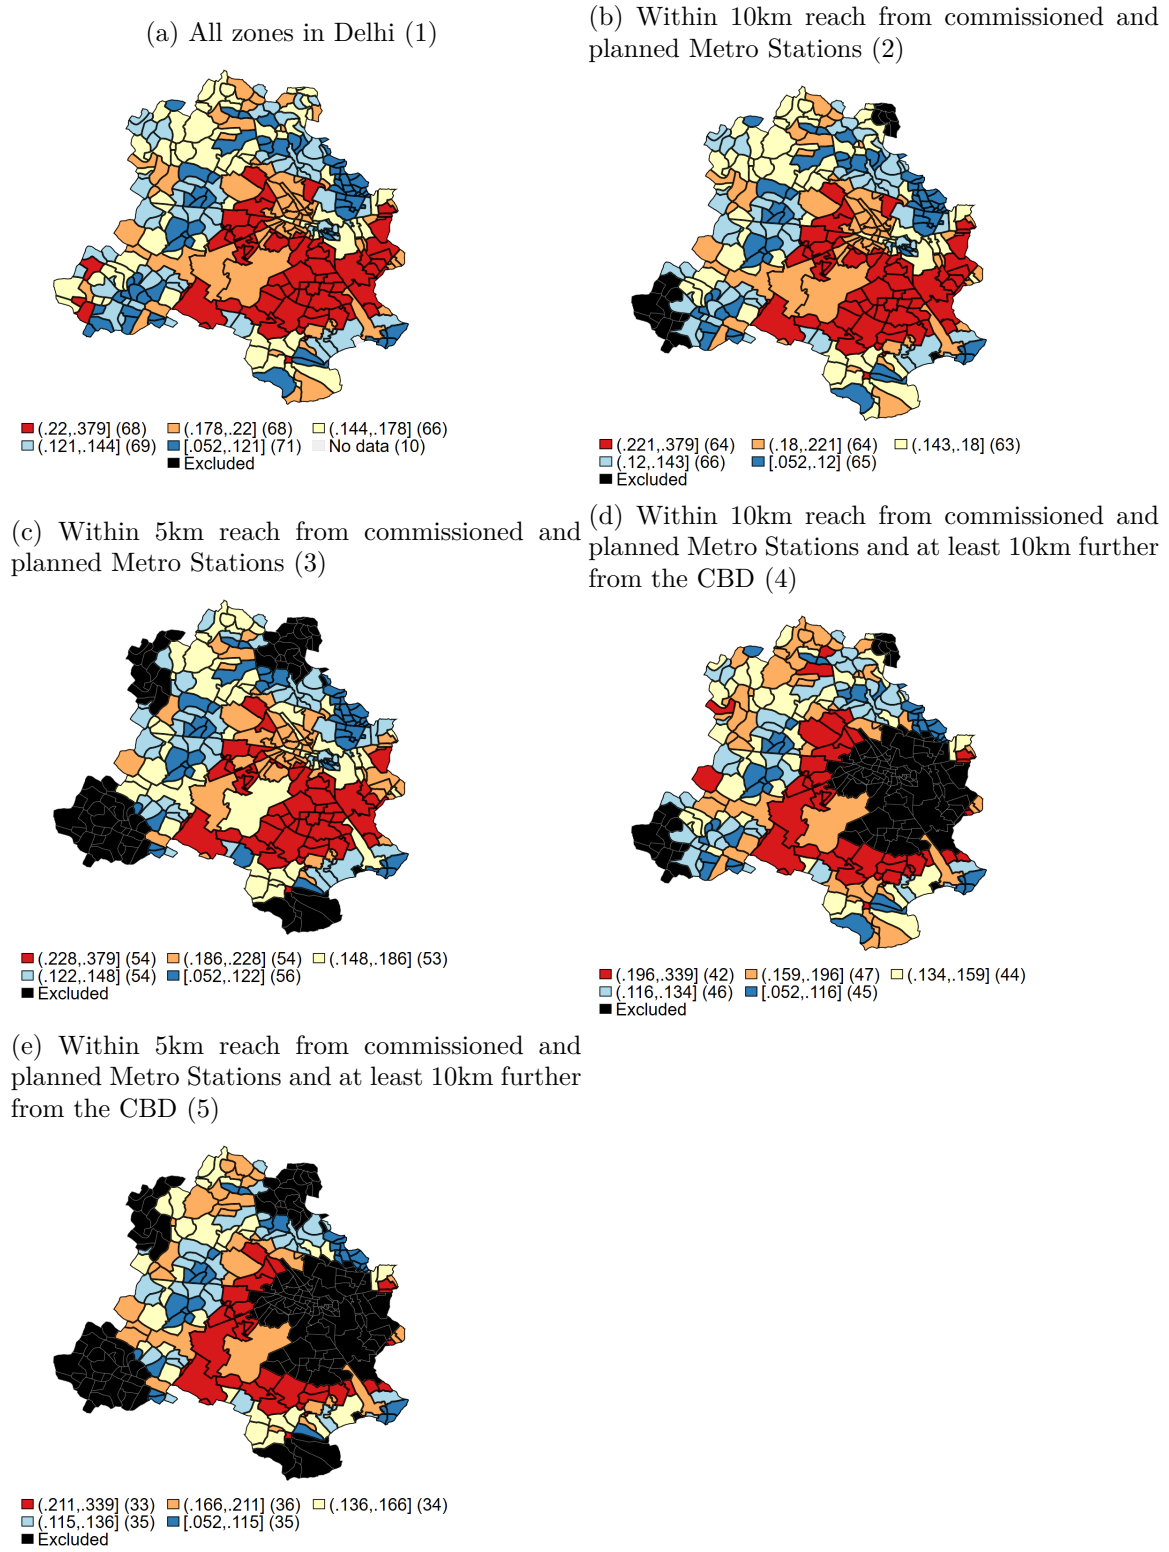 (a) All zones in Delhi (1)
(.22,.379] (68) (.178,.22] (68) (.144,.178] (66)
(.121,.144] (69) [.052,.121] (71) No data (10)
Excluded
(b) Within 10km reach from commissioned and
planned Metro Stations (2)
(.221,.379] (64) (.18,.221] (64) (.143,.18] (63)
(.12,.143] (66) [.052,.12] (65)
Excluded
(c) Within 5km reach from commissioned and
planned Metro Stations (3)
(.228,.379] (54) (.186,.228] (54) (.148,.186] (53)
(.122,.148] (54) [.052,.122] (56)
Excluded
(d) Within 10km reach from commissioned and
planned Metro Stations and at least 10km further
from the CBD (4)
(.196,.339] (42) (.159,.196] (47) (.134,.159] (44)
(.116,.134] (46) [.052,.116] (45)
Excluded
(e) Within 5km reach from commissioned and
planned Metro Stations and at least 10km further
from the CBD (5)
(.211,.339] (33) (.166,.211] (36) (.136,.166] (34)
(.115,.136] (35) [.052,.115] (35)
Excluded